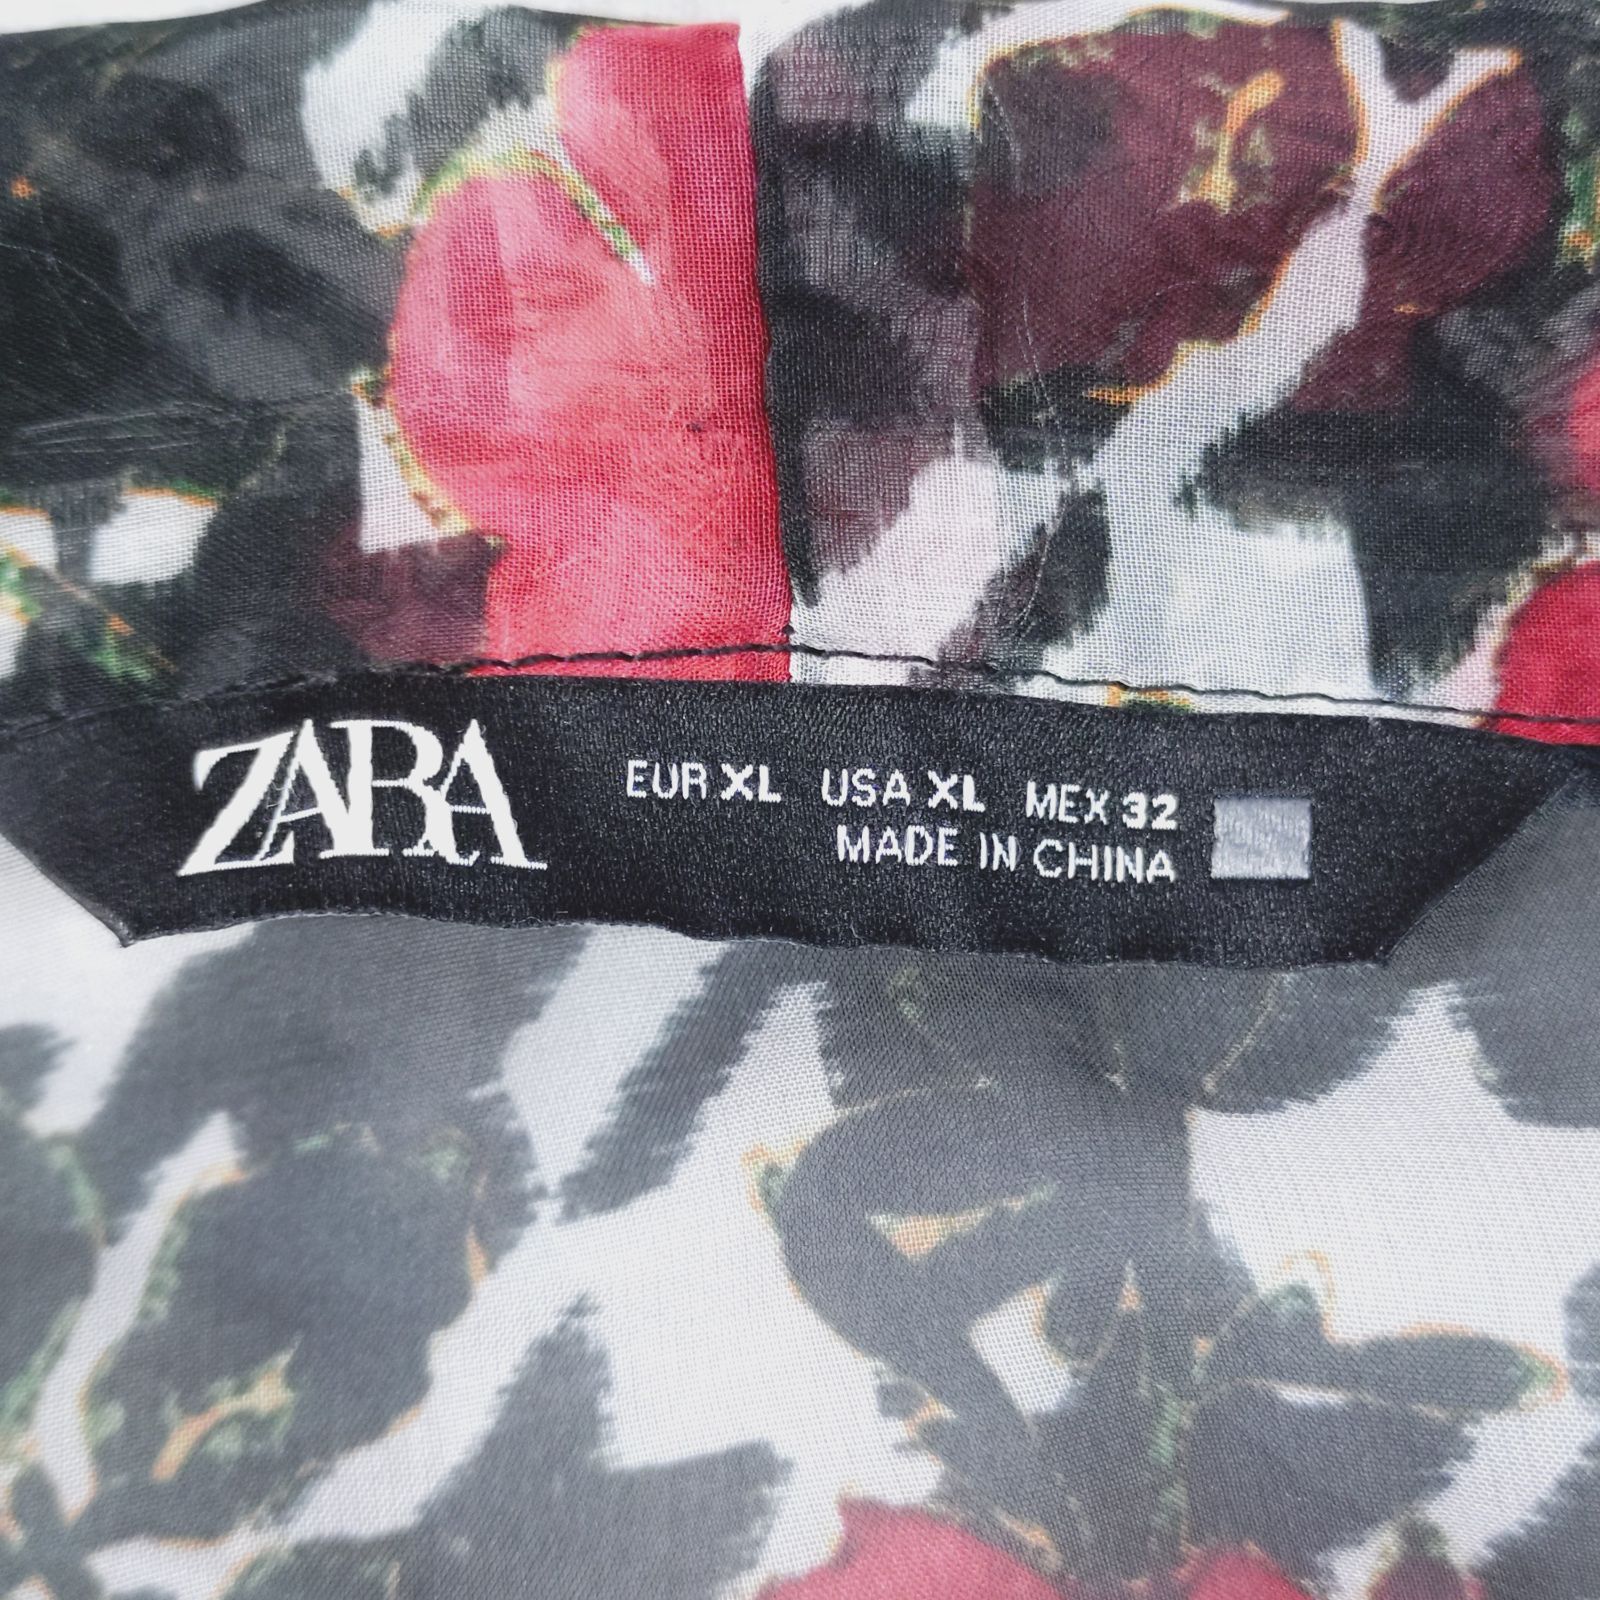 ZARA
EUR XL USA XL MEX 32
MADE IN CHINA